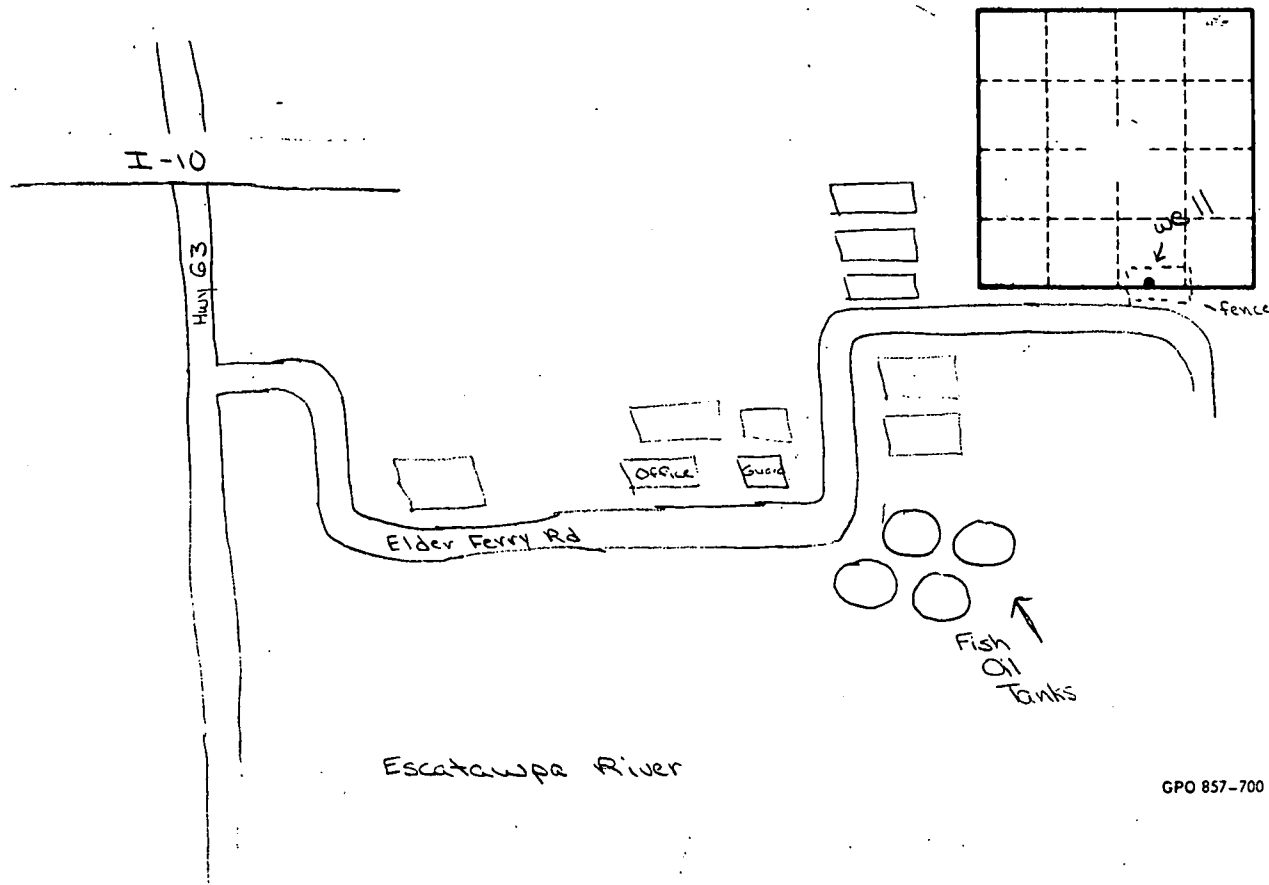 I-10
well
Hwy 63
fence
Office
Guard
Elder Ferry Rd
Fish
Oil
Tanks
Escatawpa River
GPO 857-700